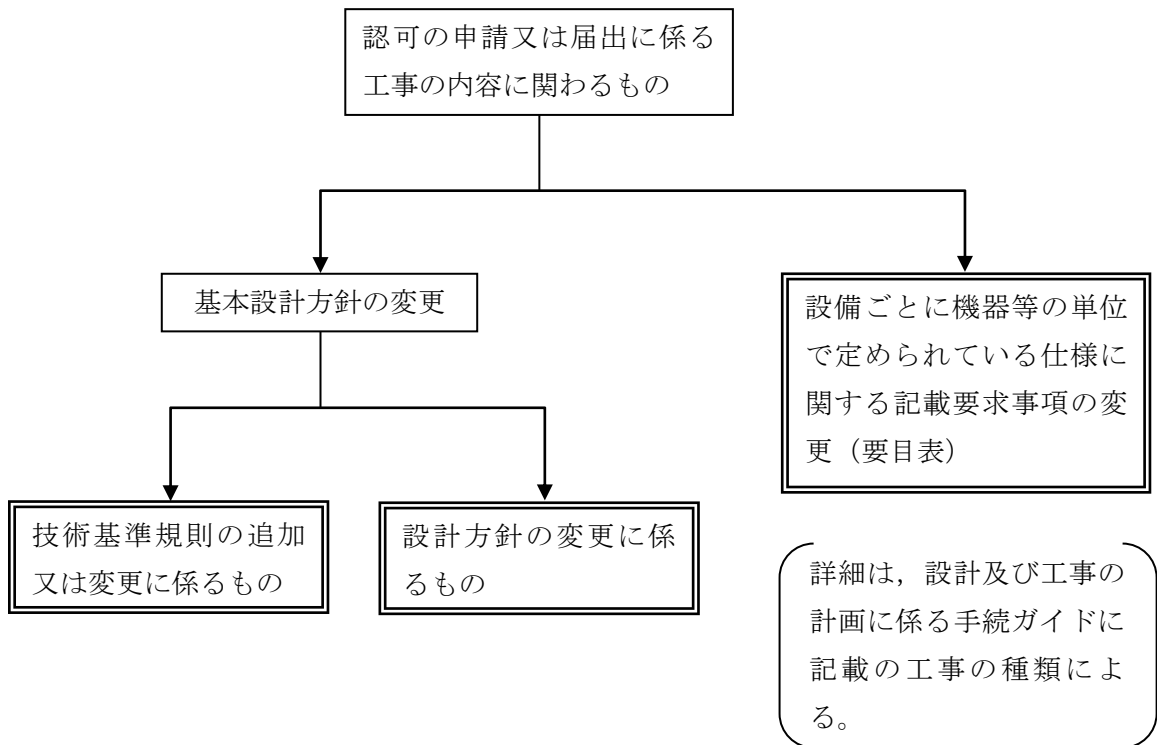 認可の申請又は届出に係る
工事の内容に関わるもの
基本設計方針の変更
設備ごとに機器等の単位
で定められている仕様に
関する記載要求事項の変
更（要目表）
技術基準規則の追加
又は変更に係るもの
設計方針の変更に係
るもの
詳細は，設計及び工事の
計画に係る手続ガイドに
記載の工事の種類によ
る。